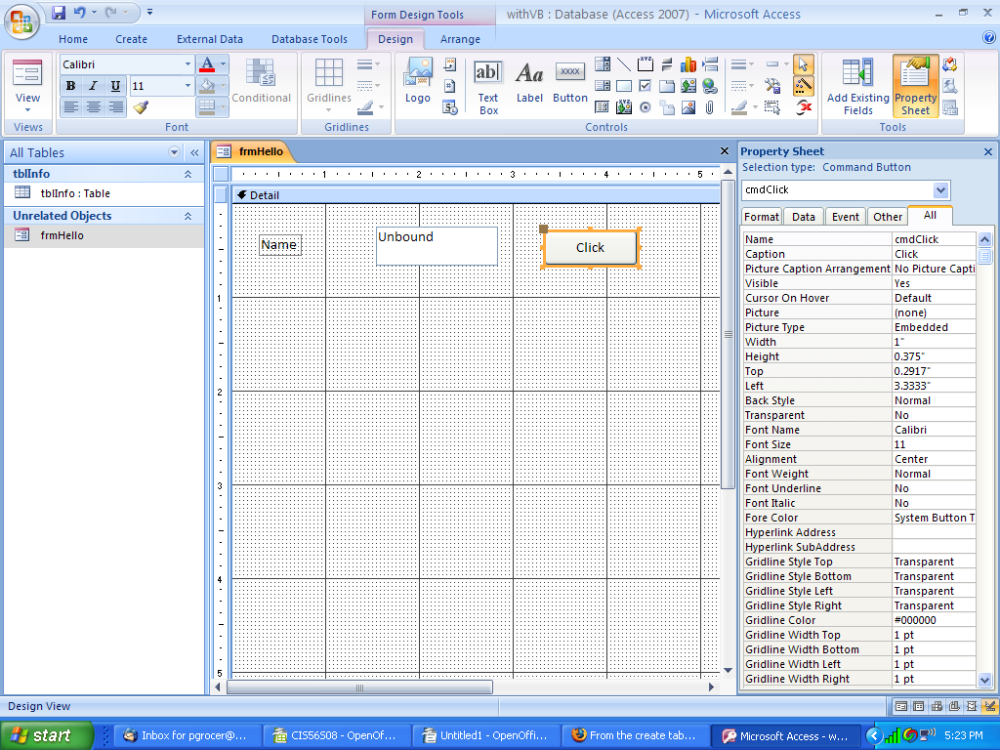 Form Design Tools
withVB : Database (Access 2007) - Microsoft Access
Home Create External Data Database Tools Design Arrange
View
Views
Calibri
B I U 11
A
Conditional
Font
Gridlines
Gridlines
Logo
ab|
Text Box
Aa
Label
XXXX
Button
Controls
Add Existing Fields
Property Sheet
Tools
All Tables
tblInfo
tblInfo : Table
Unrelated Objects
frmHello
frmHello
1 2 3 4 5
Detail
Name
Unbound
Click
1
2
3
4
5
Property Sheet
Selection type: Command Button
cmdClick
Format Data Event Other All
Name cmdClick
Caption Click
Picture Caption Arrangement No Picture Capti
Visible Yes
Cursor On Hover Default
Picture (none)
Picture Type Embedded
Width 1"
Height 0.375"
Top 0.2917"
Left 3.3333"
Back Style Normal
Transparent No
Font Name Calibri
Font Size 11
Alignment Center
Font Weight Normal
Font Underline No
Font Italic No
Fore Color System Button T
Hyperlink Address
Hyperlink SubAddress
Gridline Style Top Transparent
Gridline Style Bottom Transparent
Gridline Style Left Transparent
Gridline Style Right Transparent
Gridline Color #000000
Gridline Width Top 1 pt
Gridline Width Bottom 1 pt
Gridline Width Left 1 pt
Gridline Width Right 1 pt
Design View
start
Inbox for pgrocer@...
CIS56S08 - OpenOf...
Untitled1 - OpenOffi...
From the create tab...
Microsoft Access - w...
5:23 PM